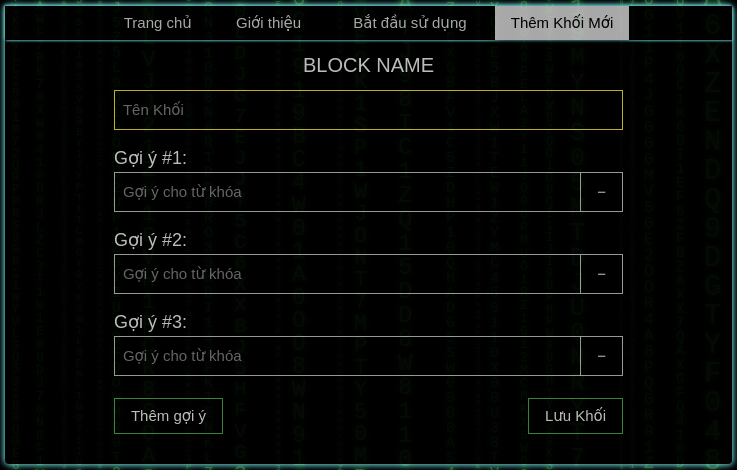 Trang chủ Giới thiệu Bắt đầu sử dụng Thêm Khối Mới
BLOCK NAME
Tên Khối
Gợi ý #1:
Gợi ý cho từ khóa −
Gợi ý #2:
Gợi ý cho từ khóa −
Gợi ý #3:
Gợi ý cho từ khóa −
Thêm gợi ý Lưu Khối